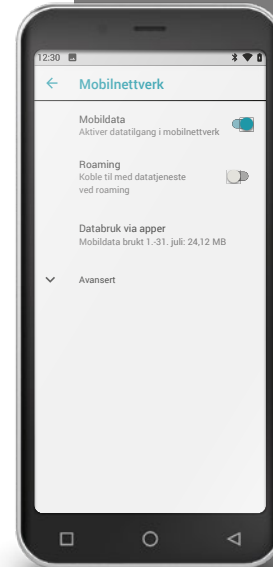 12:30
Mobilnettverk
Mobildata
Aktiver datatilgang i mobilnettverk
Roaming
Koble til med datatjeneste
ved roaming
Databruk via apper
Mobildata brukt 1.-31. juli: 24,12 MB
Avansert